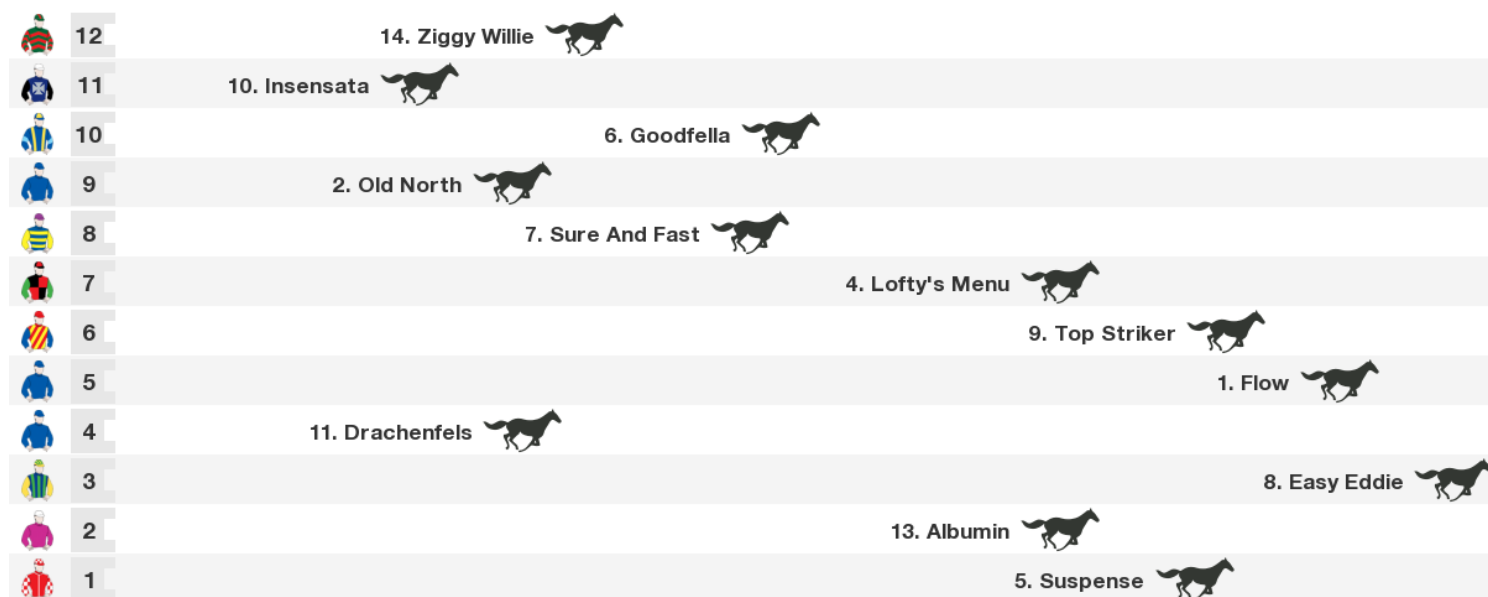 12 14. Ziggy Willie
11 10. Insensata
10 6. Goodfella
9 2. Old North
8 7. Sure And Fast
7 4. Lofty's Menu
6 9. Top Striker
5 1. Flow
4 11. Drachenfels
3 8. Easy Eddie
2 13. Albumin
1 5. Suspense